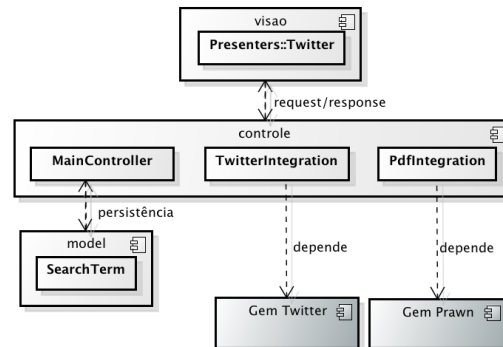 visao
Presenters::Twitter
request/response
controle
MainController
TwitterIntegration
PdfIntegration
persistência
model
SearchTerm
depende
depende
Gem Twitter
Gem Prawn